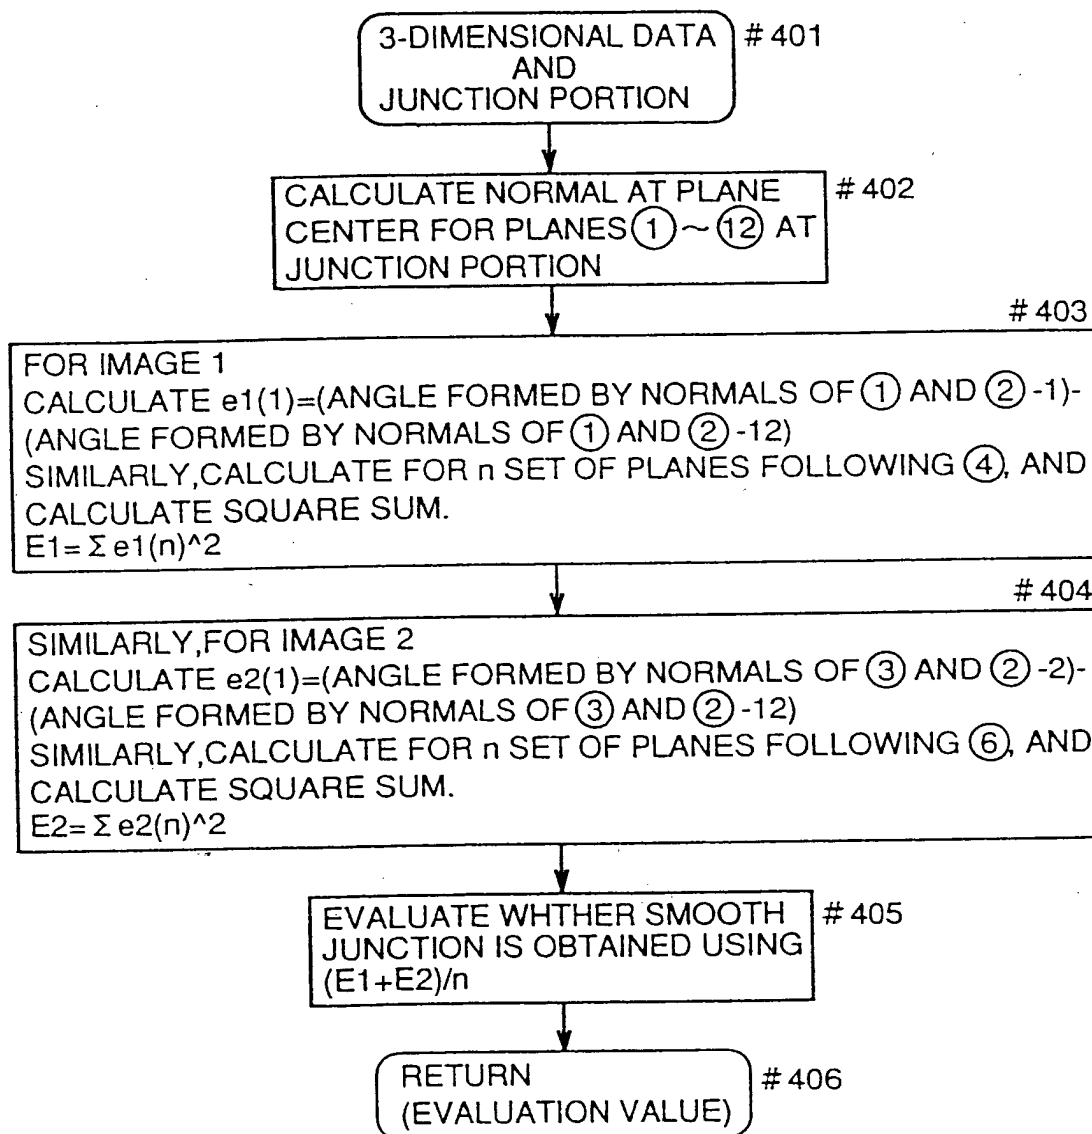 3-DIMENSIONAL DATA
AND
JUNCTION PORTION
#401
CALCULATE NORMAL AT PLANE
CENTER FOR PLANES ① ~ ⑫ AT
JUNCTION PORTION
#402
#403
FOR IMAGE 1
CALCULATE e1(1)=(ANGLE FORMED BY NORMALS OF ① AND ② -1)-
(ANGLE FORMED BY NORMALS OF ① AND ② -12)
SIMILARLY,CALCULATE FOR n SET OF PLANES FOLLOWING ④, AND
CALCULATE SQUARE SUM.
E1=Σe1(n)^2
#404
SIMILARLY,FOR IMAGE 2
CALCULATE e2(1)=(ANGLE FORMED BY NORMALS OF ③ AND ② -2)-
(ANGLE FORMED BY NORMALS OF ③ AND ② -12)
SIMILARLY,CALCULATE FOR n SET OF PLANES FOLLOWING ⑥, AND
CALCULATE SQUARE SUM.
E2=Σe2(n)^2
EVALUATE WHTHER SMOOTH
JUNCTION IS OBTAINED USING
(E1+E2)/n
#405
RETURN
(EVALUATION VALUE)
#406